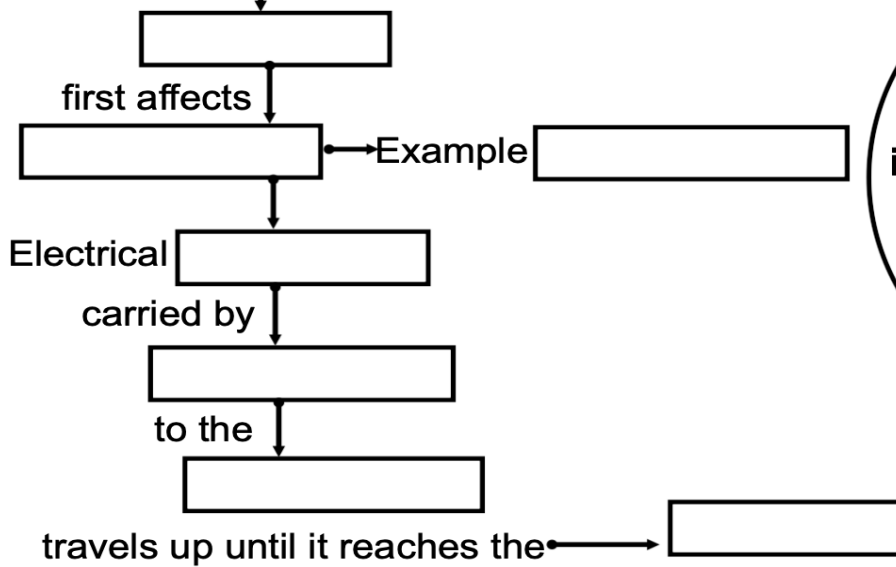 first affects
Example
Electrical
carried by
to the
travels up until it reaches the